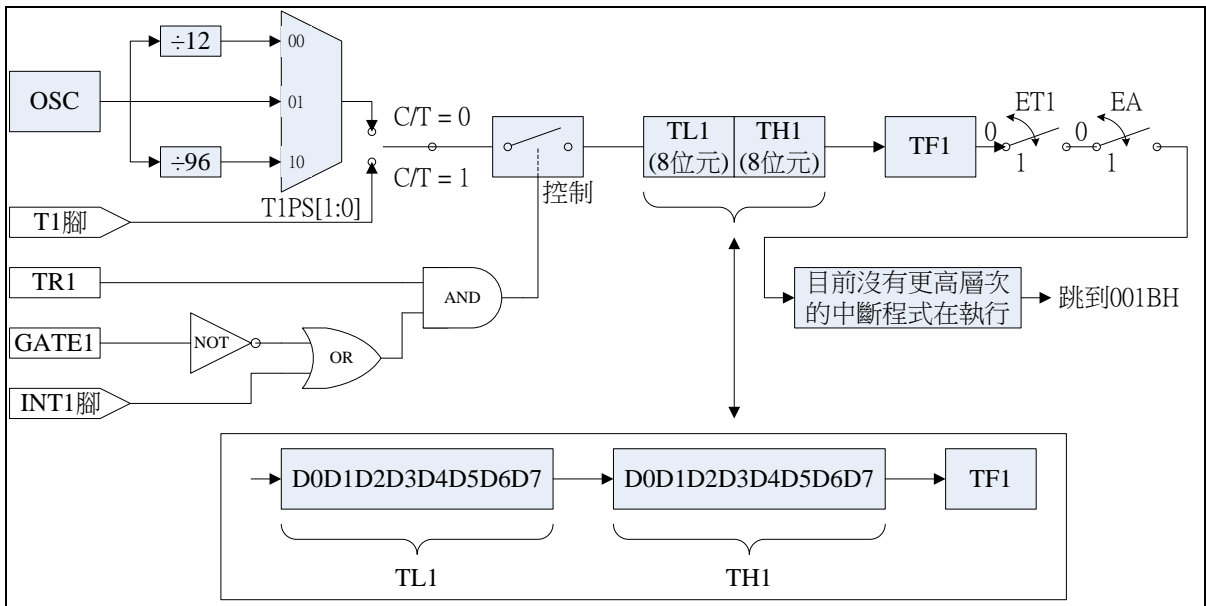 ÷12
00
OSC
01
÷96
10
T1PS[1:0]
T1腳
C/T = 0
C/T = 1
控制
TL1
(8位元)
TH1
(8位元)
TF1
ET1
0
1
EA
0
1
TR1
AND
GATE1
NOT
OR
INT1腳
目前沒有更高層次
的中斷程式在執行
跳到001BH
D0D1D2D3D4D5D6D7
D0D1D2D3D4D5D6D7
TF1
TL1
TH1